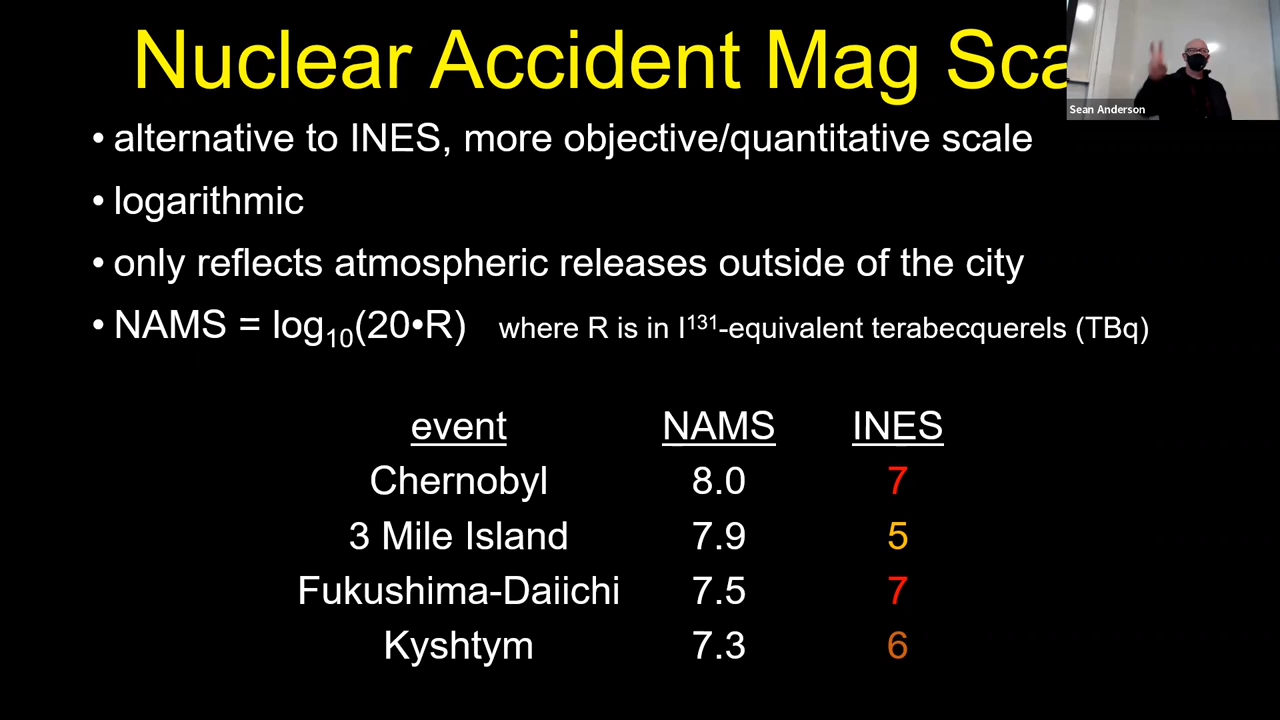 Nuclear Accident Mag Sca
Sean Anderson
• alternative to INES, more objective/quantitative scale
• logarithmic
• only reflects atmospheric releases outside of the city
• NAMS = log₁₀(20•R) where R is in I¹³¹-equivalent terabecquerels (TBq)
event NAMS INES
Chernobyl 8.0 7
3 Mile Island 7.9 5
Fukushima-Daiichi 7.5 7
Kyshtym 7.3 6